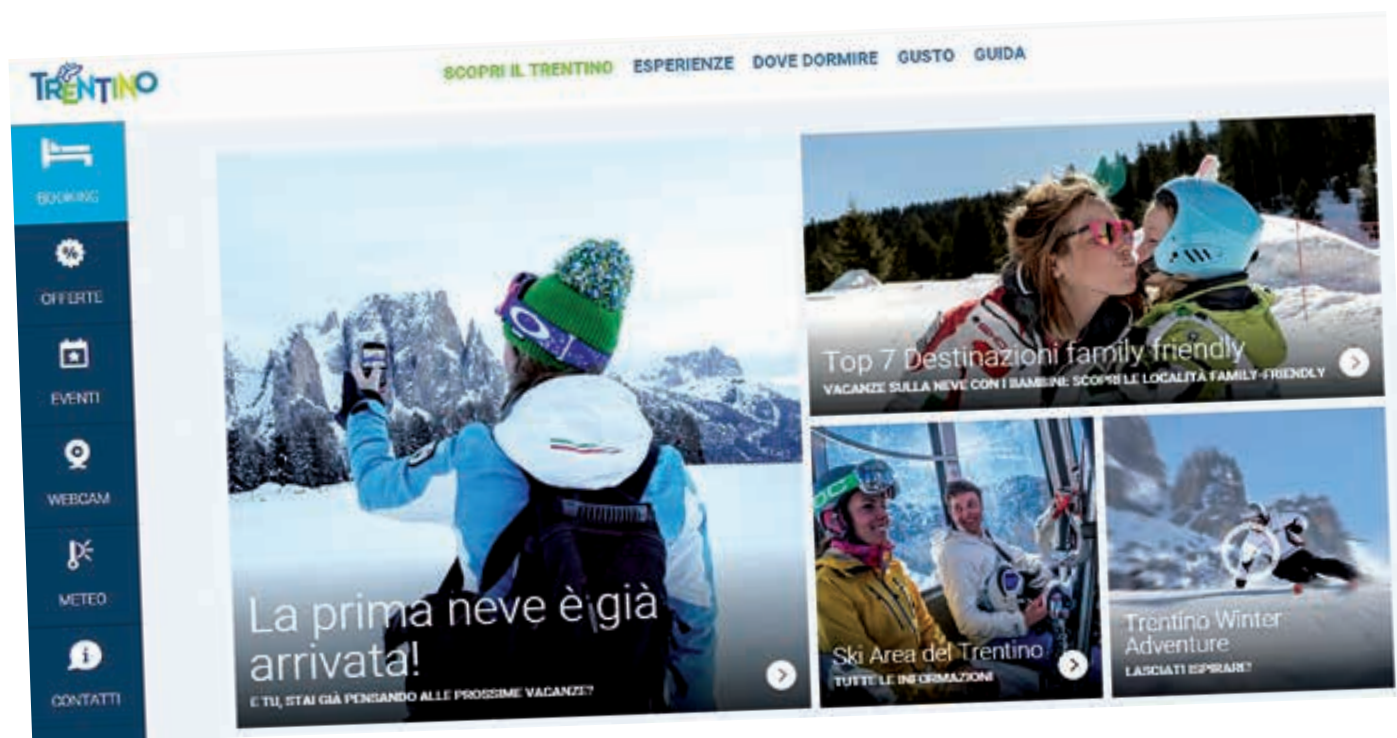 TRENTINO
SCOPRI IL TRENTINO ESPERIENZE DOVE DORMIRE GUSTO GUIDA
BOOKING
OFFERTE
EVENTI
WEBCAM
METEO
CONTATTI
La prima neve è già
arrivata!
E TU, STAI GIÀ PENSANDO ALLE PROSSIME VACANZE?
Top 7 Destinazioni family friendly
VACANZE SULLA NEVE CON I BAMBINI: SCOPRI LE LOCALITÀ FAMILY-FRIENDLY
Ski Area del Trentino
TUTTE LE INFORMAZIONI
Trentino Winter
Adventure
LASCIATI ISPIRARE!